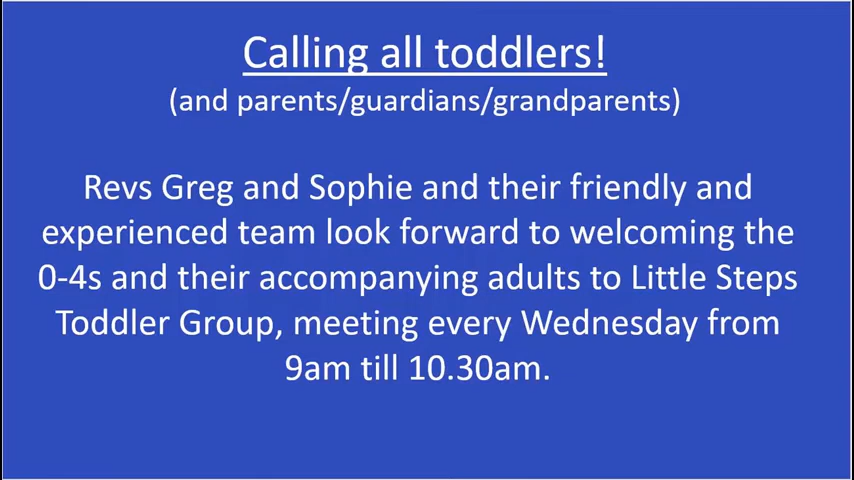 Calling all toddlers!
(and parents/guardians/grandparents)
Revs Greg and Sophie and their friendly and
experienced team look forward to welcoming the
0-4s and their accompanying adults to Little Steps
Toddler Group, meeting every Wednesday from
9am till 10.30am.